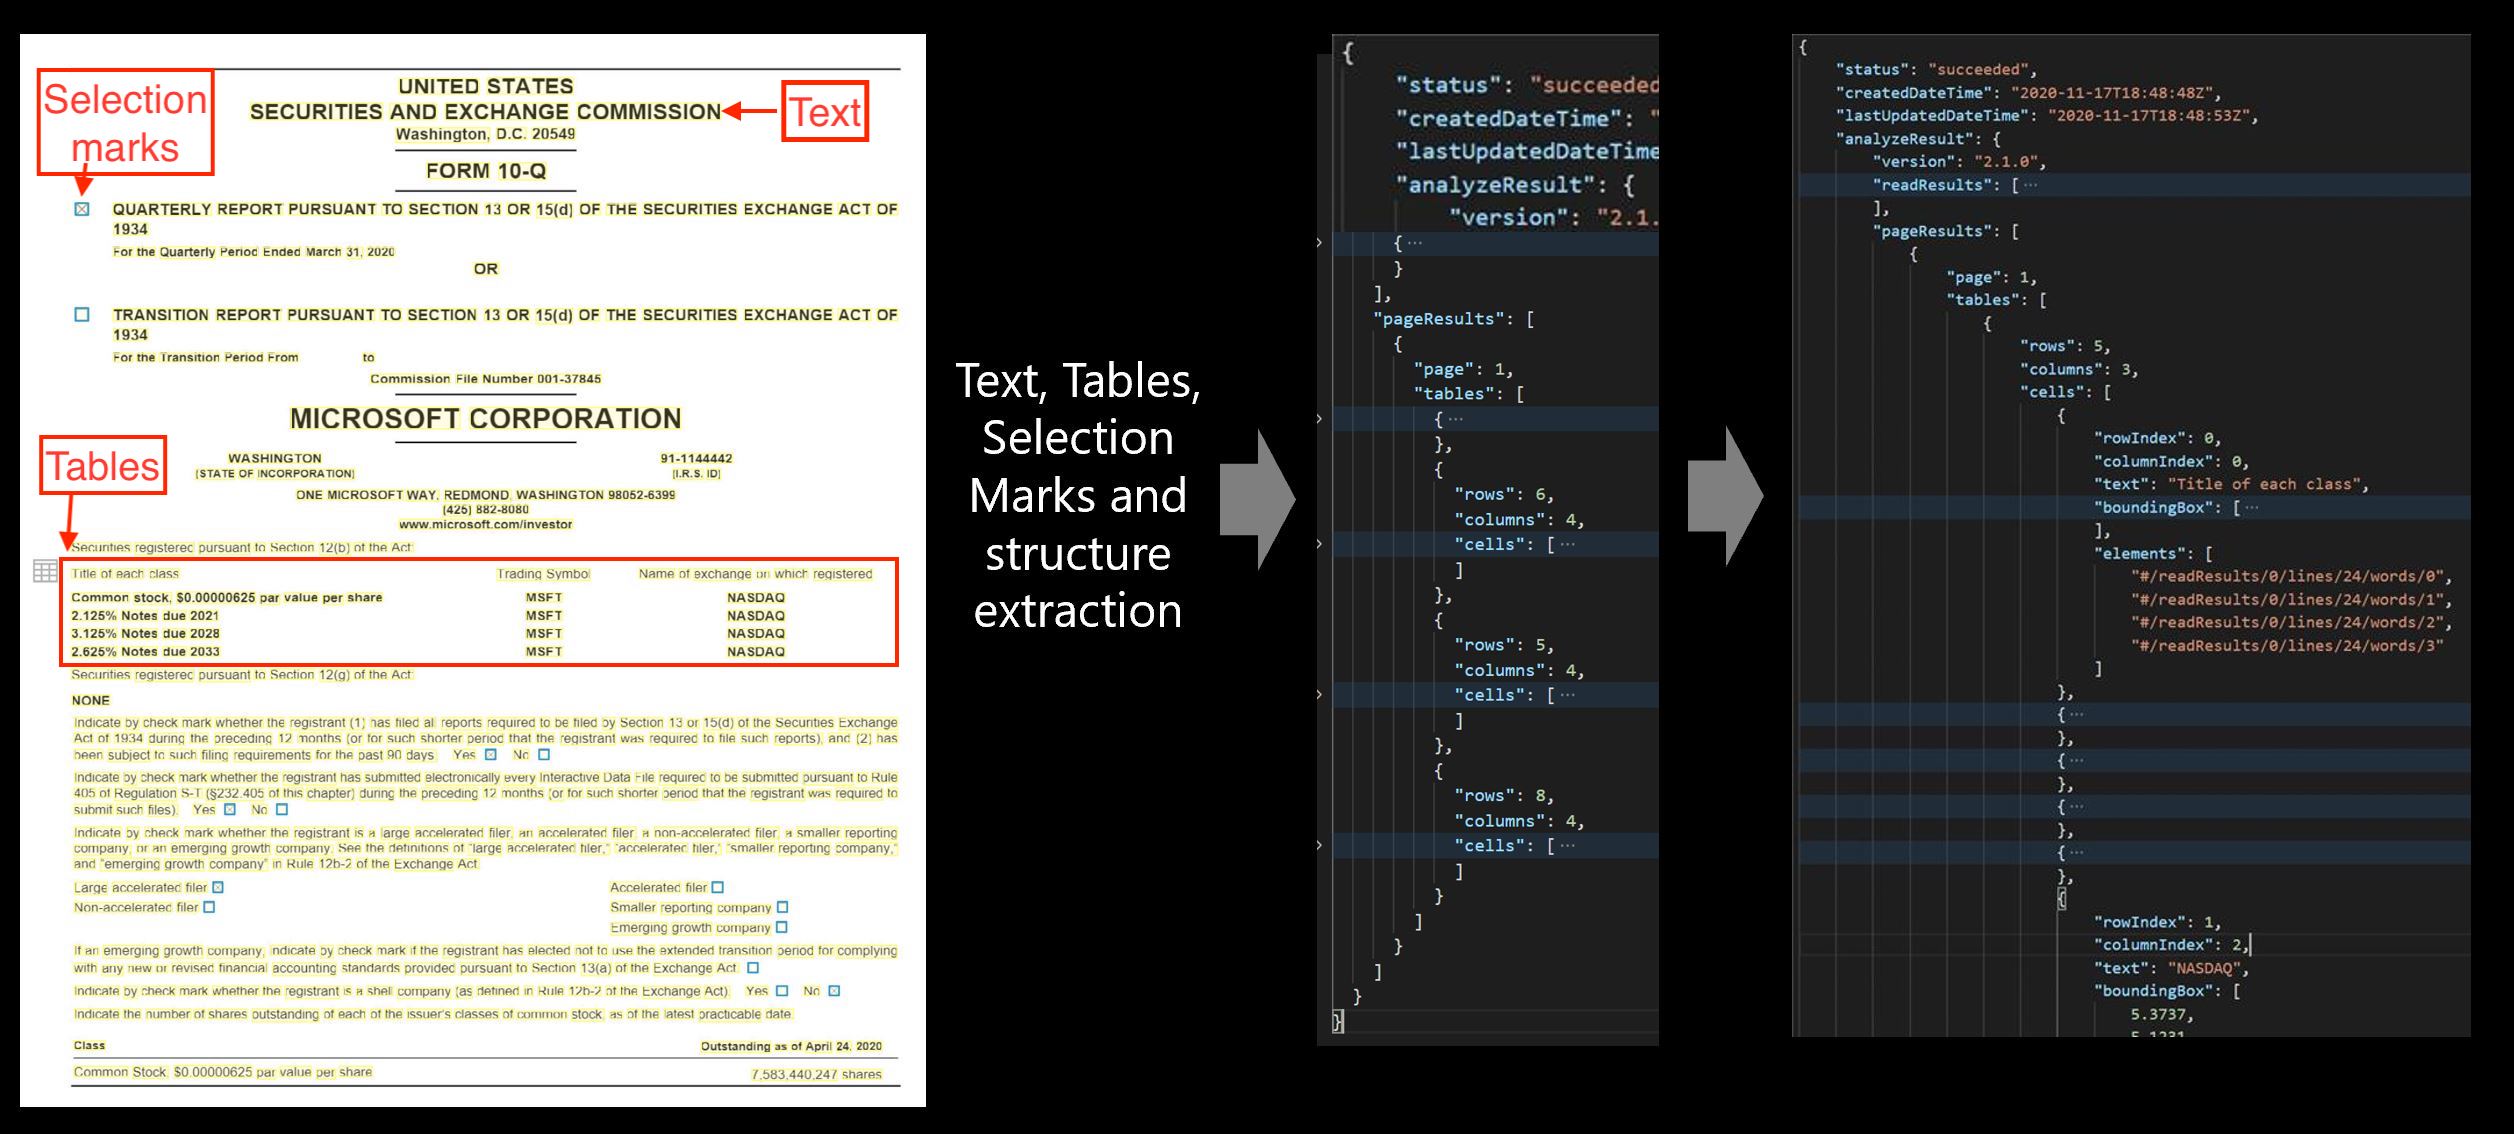 Selection
marks
UNITED STATES
SECURITIES AND EXCHANGE COMMISSION
Text
Washington, D.C. 20549
FORM 10-Q
QUARTERLY REPORT PURSUANT TO SECTION 13 OR 15(d) OF THE SECURITIES EXCHANGE ACT OF
1934
For the Quarterly Period Ended March 31, 2020
OR
TRANSITION REPORT PURSUANT TO SECTION 13 OR 15(d) OF THE SECURITIES EXCHANGE ACT OF
1934
For the Transition Period From to
Commission File Number 001-37845
MICROSOFT CORPORATION
WASHINGTON 91-1144442
(STATE OF INCORPORATION) (I.R.S. ID)
ONE MICROSOFT WAY, REDMOND, WASHINGTON 98052-6399
(425) 882-8080
www.microsoft.com/investor
Tables
Securities registered pursuant to Section 12(b) of the Act:
Title of each class Trading Symbol Name of exchange on which registered
Common stock, $0.00000625 par value per share MSFT NASDAQ
2.125% Notes due 2021 MSFT NASDAQ
3.125% Notes due 2028 MSFT NASDAQ
2.625% Notes due 2033 MSFT NASDAQ
Securities registered pursuant to Section 12(g) of the Act:
NONE
Indicate by check mark whether the registrant (1) has filed all reports required to be filed by Section 13 or 15(d) of the Securities Exchange
Act of 1934 during the preceding 12 months (or for such shorter period that the registrant was required to file such reports), and (2) has
been subject to such filing requirements for the past 90 days. Yes ☒ No ☐
Indicate by check mark whether the registrant has submitted electronically every Interactive Data File required to be submitted pursuant to Rule
405 of Regulation S-T (§232.405 of this chapter) during the preceding 12 months (or for such shorter period that the registrant was required to
submit such files). Yes ☒ No ☐
Indicate by check mark whether the registrant is a large accelerated filer, an accelerated filer, a non-accelerated filer, a smaller reporting
company, or an emerging growth company. See the definitions of "large accelerated filer," "accelerated filer," "smaller reporting company,"
and "emerging growth company" in Rule 12b-2 of the Exchange Act.
Large accelerated filer ☒ Accelerated filer ☐
Non-accelerated filer ☐ Smaller reporting company ☐
Emerging growth company ☐
If an emerging growth company, indicate by check mark if the registrant has elected not to use the extended transition period for complying
with any new or revised financial accounting standards provided pursuant to Section 13(a) of the Exchange Act. ☐
Indicate by check mark whether the registrant is a shell company (as defined in Rule 12b-2 of the Exchange Act). Yes ☐ No ☒
Indicate the number of shares outstanding of each of the issuer's classes of common stock, as of the latest practicable date.
Class Outstanding as of April 24, 2020
Common Stock, $0.00000625 par value per share 7,583,440,247 shares
Text, Tables,
Selection
Marks and
structure
extraction
{
"status": "succeeded
"createdDateTime": "
"lastUpdatedDateTime
"analyzeResult": {
"version": "2.1.
{ ...
}
],
"pageResults": [
{
"page": 1,
"tables": [
{ ...
},
{
"rows": 6,
"columns": 4,
"cells": [ ...
]
},
{
"rows": 5,
"columns": 4,
"cells": [ ...
]
},
{
"rows": 8,
"columns": 4,
"cells": [ ...
]
}
]
}
]
}
}
{
"status": "succeeded",
"createdDateTime": "2020-11-17T18:48:48Z",
"lastUpdatedDateTime": "2020-11-17T18:48:53Z",
"analyzeResult": {
"version": "2.1.0",
"readResults": [ ...
],
"pageResults": [
{
"page": 1,
"tables": [
{
"rows": 5,
"columns": 3,
"cells": [
{
"rowIndex": 0,
"columnIndex": 0,
"text": "Title of each class",
"boundingBox": [ ...
],
"elements": [
"#/readResults/0/lines/24/words/0",
"#/readResults/0/lines/24/words/1",
"#/readResults/0/lines/24/words/2",
"#/readResults/0/lines/24/words/3"
]
},
{ ...
},
{ ...
},
{ ...
},
{ ...
},
{
"rowIndex": 1,
"columnIndex": 2,
"text": "NASDAQ",
"boundingBox": [
5.3737,